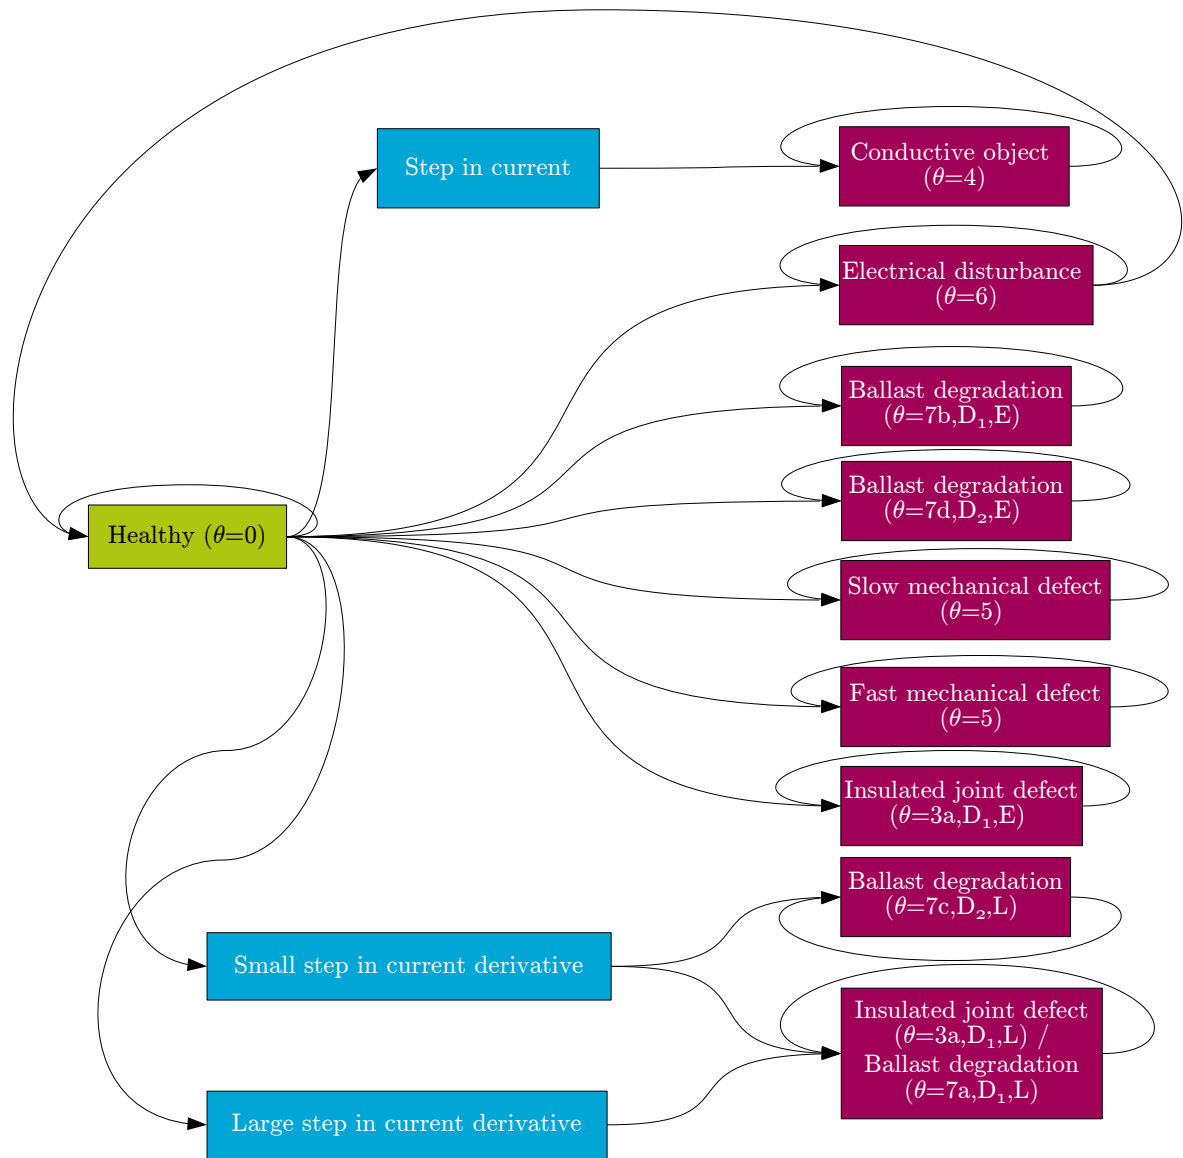 Step in current
Conductive object
(θ=4)
Electrical disturbance
(θ=6)
Ballast degradation
(θ=7b,D₁,E)
Ballast degradation
(θ=7d,D₂,E)
Healthy (θ=0)
Slow mechanical defect
(θ=5)
Fast mechanical defect
(θ=5)
Insulated joint defect
(θ=3a,D₁,E)
Ballast degradation
(θ=7c,D₂,L)
Small step in current derivative
Insulated joint defect
(θ=3a,D₁,L) /
Ballast degradation
(θ=7a,D₁,L)
Large step in current derivative